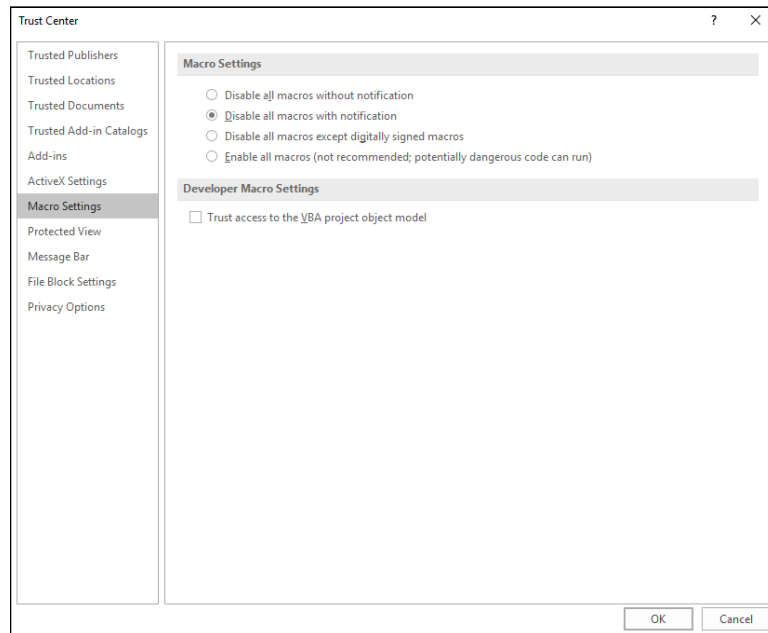 Trust Center
?
Trusted Publishers
Trusted Locations
Trusted Documents
Trusted Add-in Catalogs
Add-ins
ActiveX Settings
Macro Settings
Protected View
Message Bar
File Block Settings
Privacy Options
Macro Settings
Disable all macros without notification
Disable all macros with notification
Disable all macros except digitally signed macros
Enable all macros (not recommended; potentially dangerous code can run)
Developer Macro Settings
Trust access to the VBA project object model
OK
Cancel